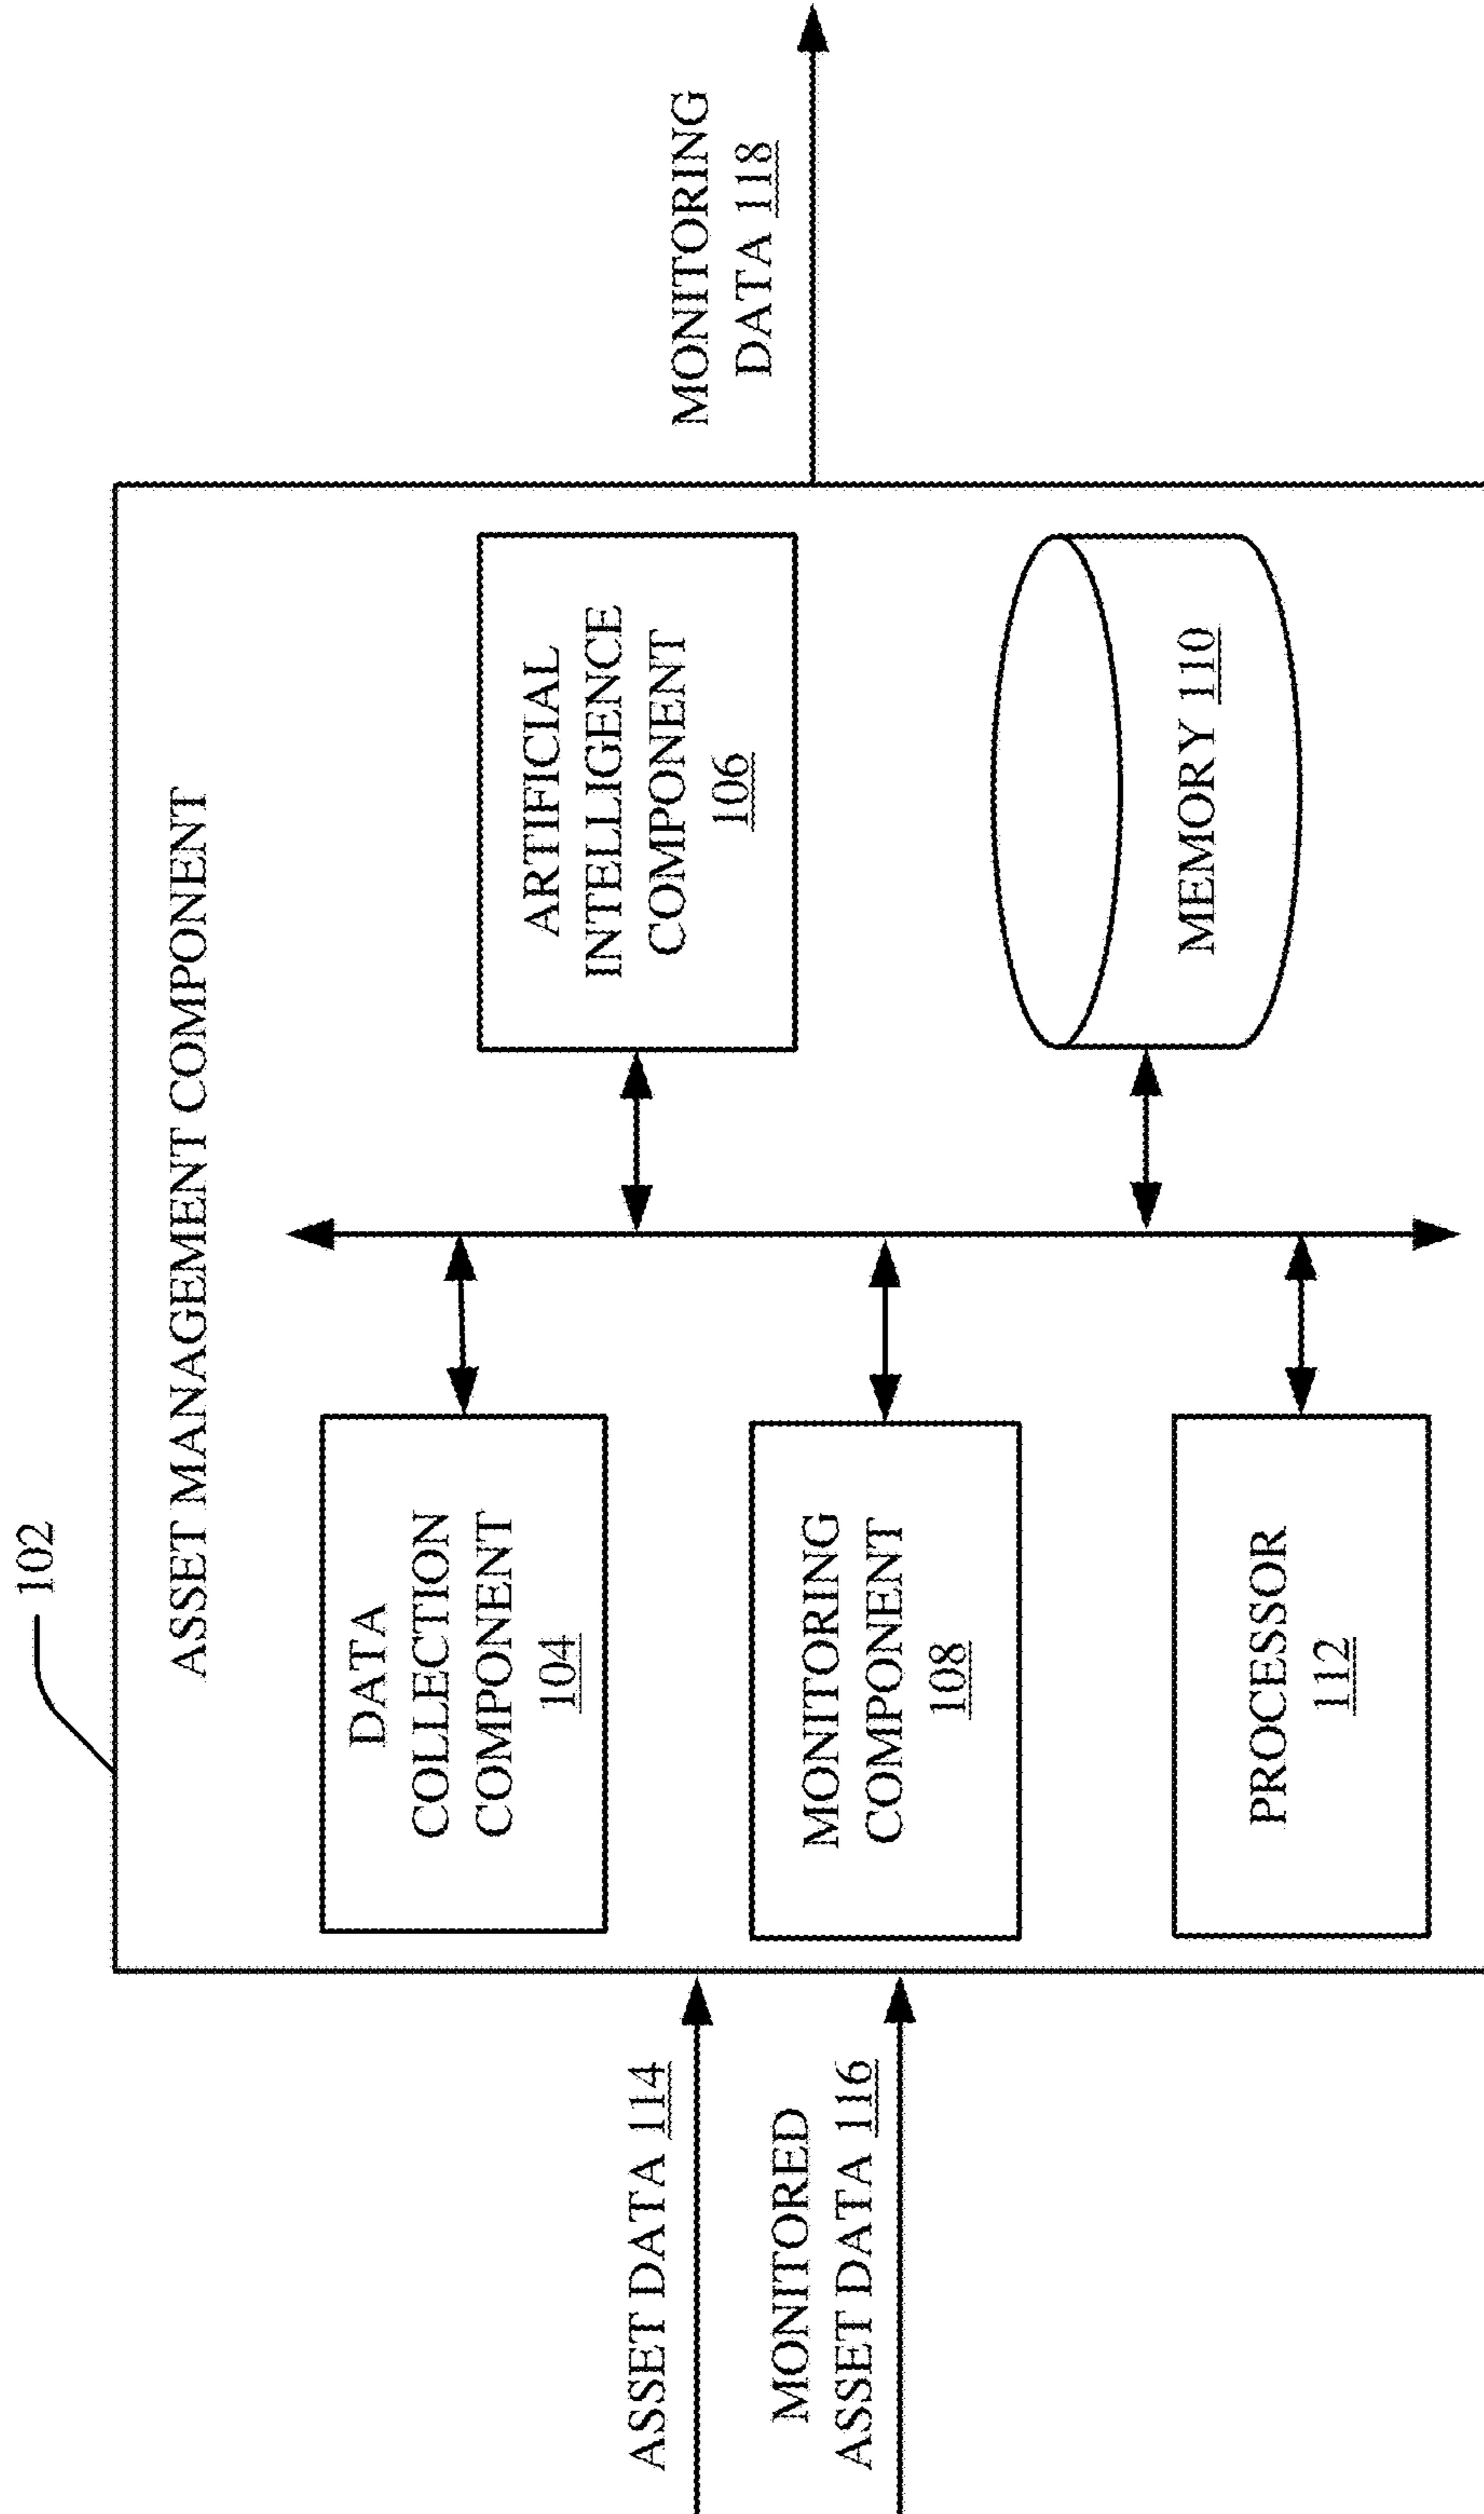 102
ASSET MANAGEMENT COMPONENT
DATA
COLLECTION
COMPONENT
104
ARTIFICIAL
INTELLIGENCE
COMPONENT
106
MONITORING
COMPONENT
108
MEMORY 110
PROCESSOR
112
ASSET DATA 114
MONITORED
ASSET DATA 116
MONITORING
DATA 118